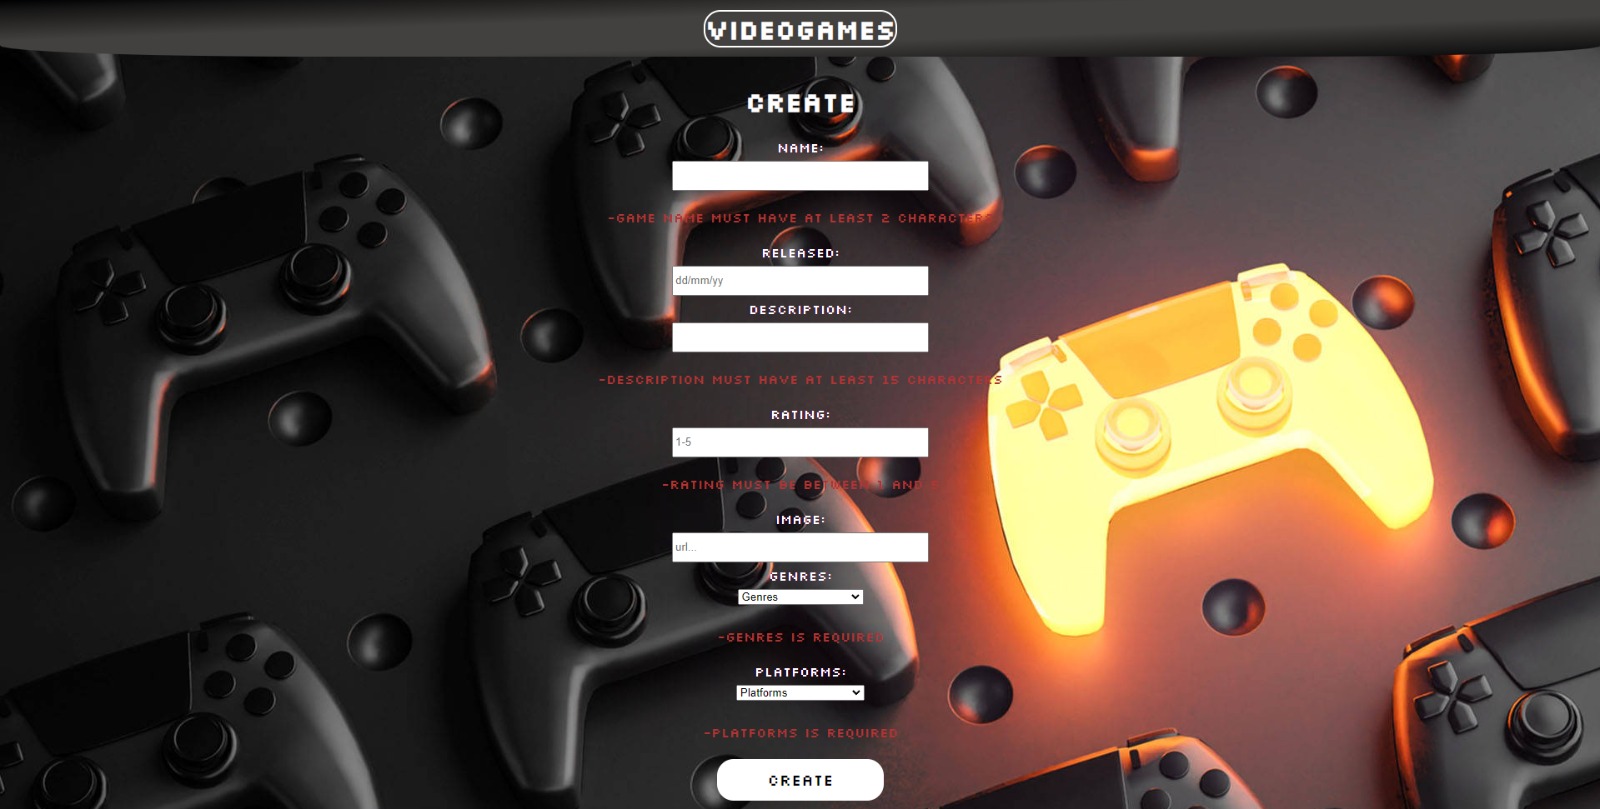 VIDEOGAMES
CREATE
NAME:
-GAME NAME MUST HAVE AT LEAST 2 CHARACTERS
RELEASED:
dd/mm/yy
DESCRIPTION:
-DESCRIPTION MUST HAVE AT LEAST 15 CHARACTERS
RATING:
1-5
-RATING MUST BE BETWEEN 1 AND 5
IMAGE:
url...
GENRES:
Genres
-GENRES IS REQUIRED
PLATFORMS:
Platforms
-PLATFORMS IS REQUIRED
CREATE